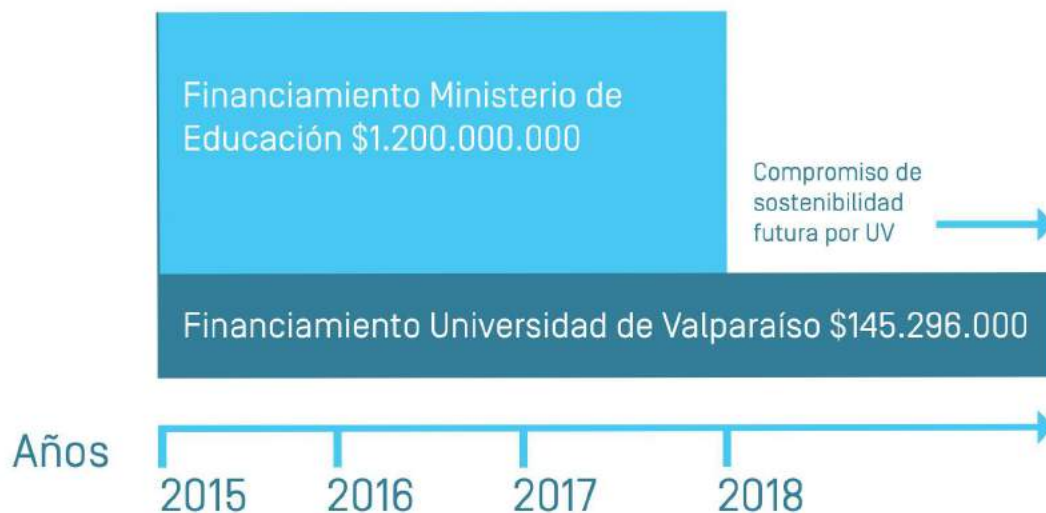 Financiamiento Ministerio de
Educación $1.200.000.000
Compromiso de
sostenibilidad
futura por UV
Financiamiento Universidad de Valparaíso $145.296.000
Años
2015 2016 2017 2018